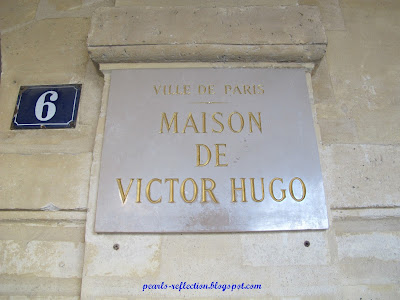 6
VILLE DE PARIS
MAISON
DE
VICTOR HUGO
pearls-reflection.blogspot.com